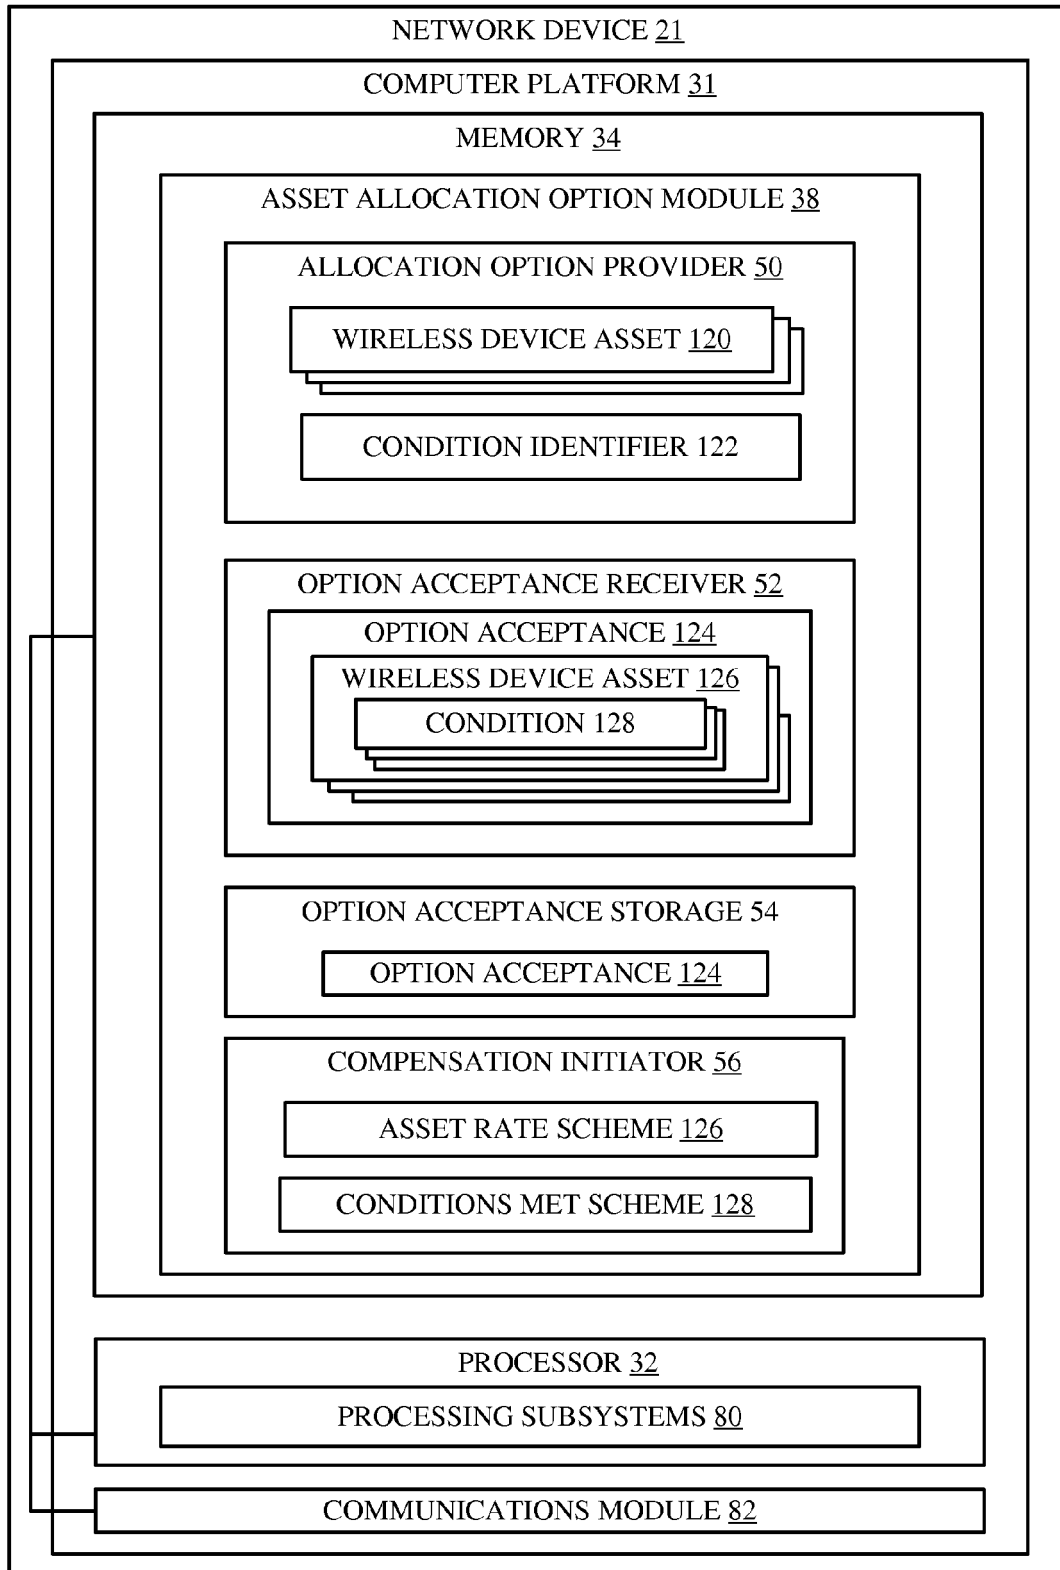 NETWORK DEVICE 21
COMPUTER PLATFORM 31
MEMORY 34
ASSET ALLOCATION OPTION MODULE 38
ALLOCATION OPTION PROVIDER 50
WIRELESS DEVICE ASSET 120
CONDITION IDENTIFIER 122
OPTION ACCEPTANCE RECEIVER 52
OPTION ACCEPTANCE 124
WIRELESS DEVICE ASSET 126
CONDITION 128
OPTION ACCEPTANCE STORAGE 54
OPTION ACCEPTANCE 124
COMPENSATION INITIATOR 56
ASSET RATE SCHEME 126
CONDITIONS MET SCHEME 128
PROCESSOR 32
PROCESSING SUBSYSTEMS 80
COMMUNICATIONS MODULE 82